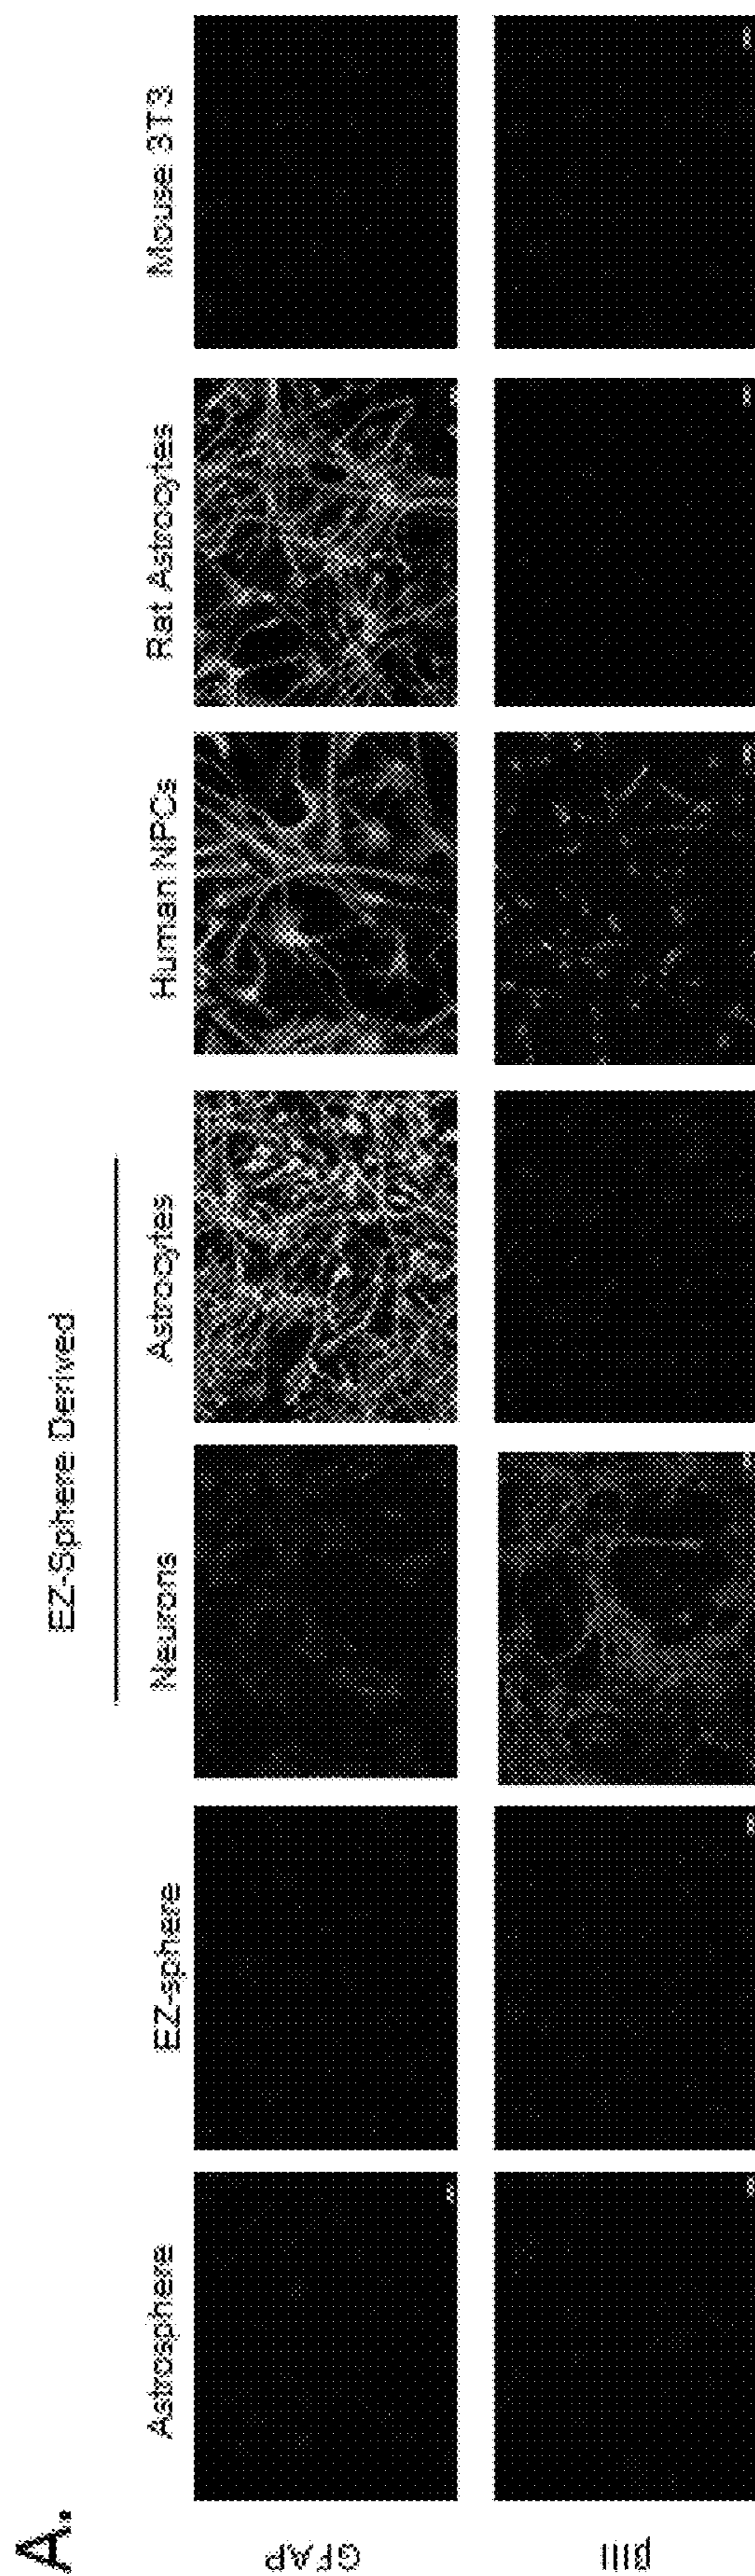 A.
EZ-Sphere Derived
Astrosphere
EZ-sphere
Neurons
Astrocytes
Human NPCs
Rat Astrocytes
Mouse 3T3
GFAP
βIII